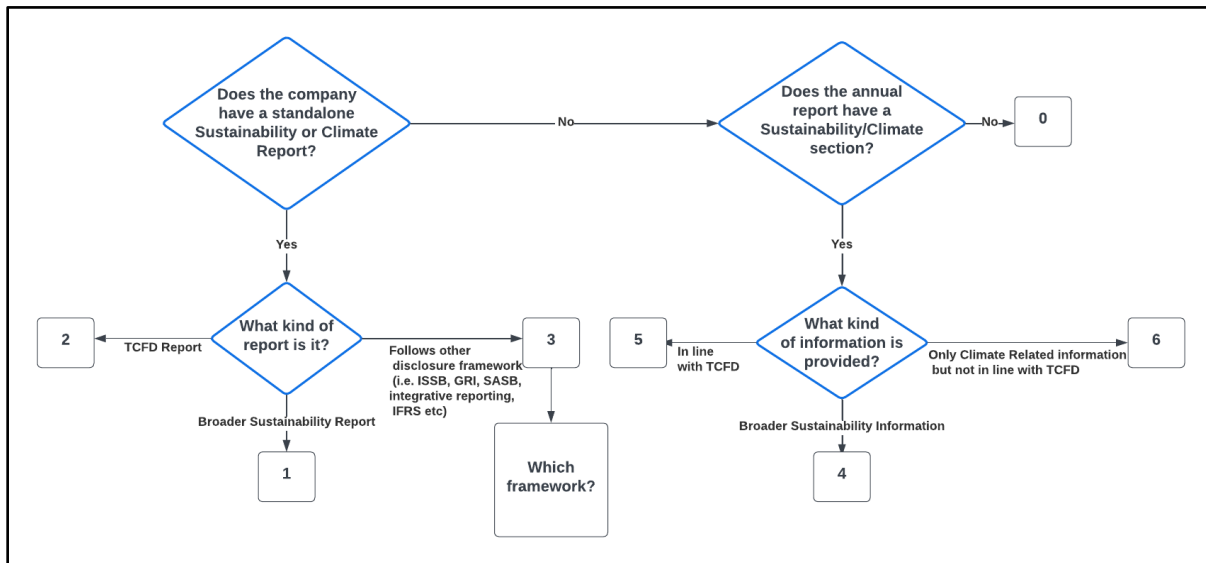 Does the company
have a standalone
Sustainability or Climate
Report?
No
Does the annual
report have a
Sustainability/Climate
section?
No
0
Yes
Yes
2
TCFD Report
What kind of
report is it?
Follows other
disclosure framework
(i.e. ISSB, GRI, SASB,
integrative reporting,
IFRS etc)
3
5
In line
with TCFD
What kind
of information is
provided?
Only Climate Related information
but not in line with TCFD
6
Broader Sustainability Report
1
Which
framework?
Broader Sustainability Information
4